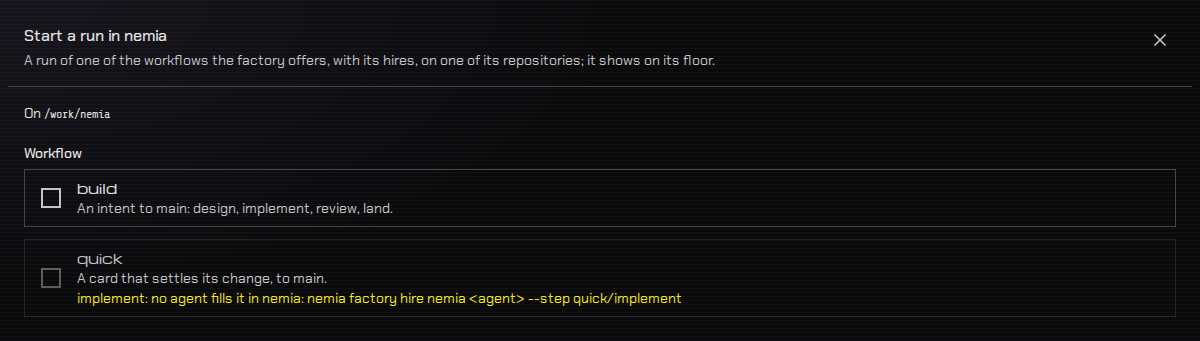 Start a run in nemia
A run of one of the workflows the factory offers, with its hires, on one of its repositories; it shows on its floor.
On /work/nemia
Workflow
build
An intent to main: design, implement, review, land.
quick
A card that settles its change, to main.
implement: no agent fills it in nemia: nemia factory hire nemia <agent> --step quick/implement